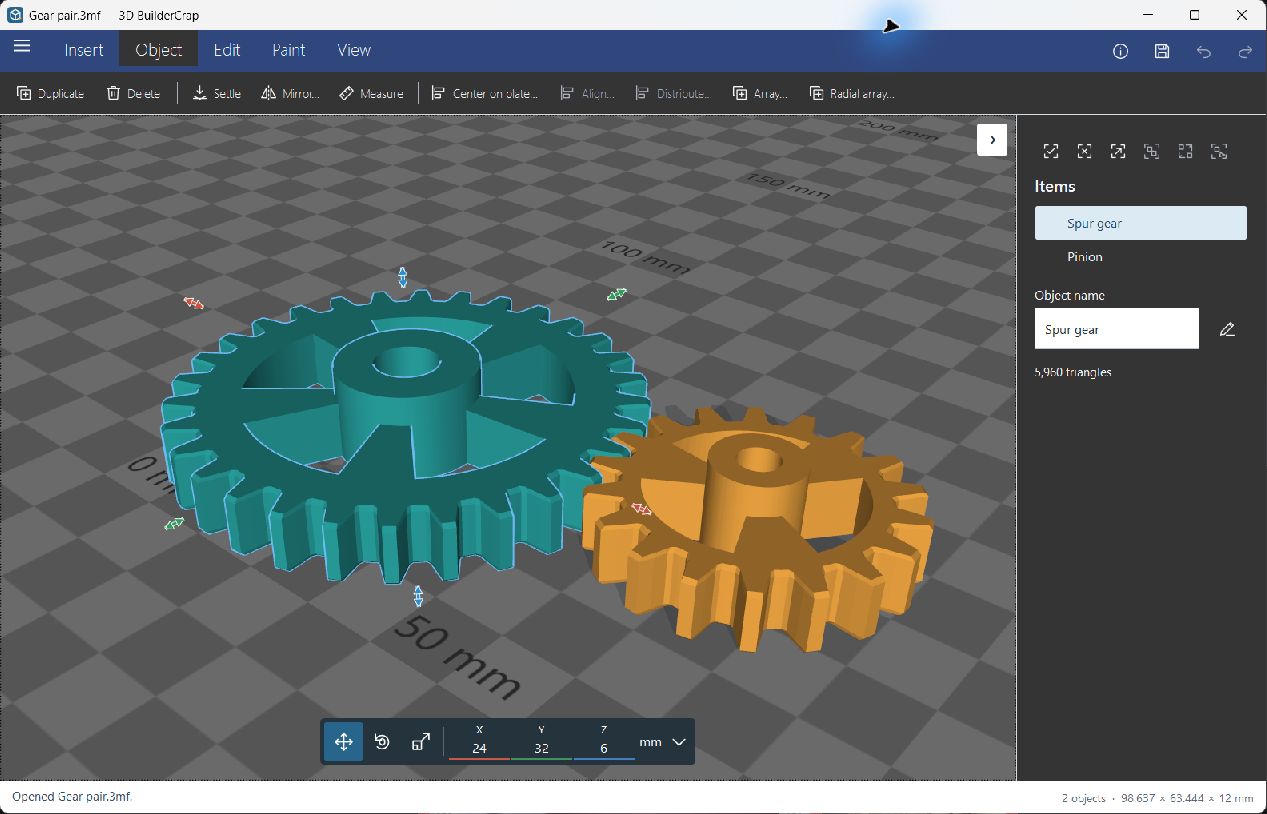 Gear pair.3mf — 3D BuilderCrap
Insert Object Edit Paint View
Duplicate Delete Settle Mirror... Measure Center on plate... Align... Distribute... Array... Radial array...
200 mm
150 mm
100 mm
0 mm
50 mm
Items
Spur gear
Pinion
Object name
Spur gear
5,960 triangles
X Y Z
24 32 6 mm
Opened Gear pair.3mf.
2 objects · 98.637 × 63.444 × 12 mm